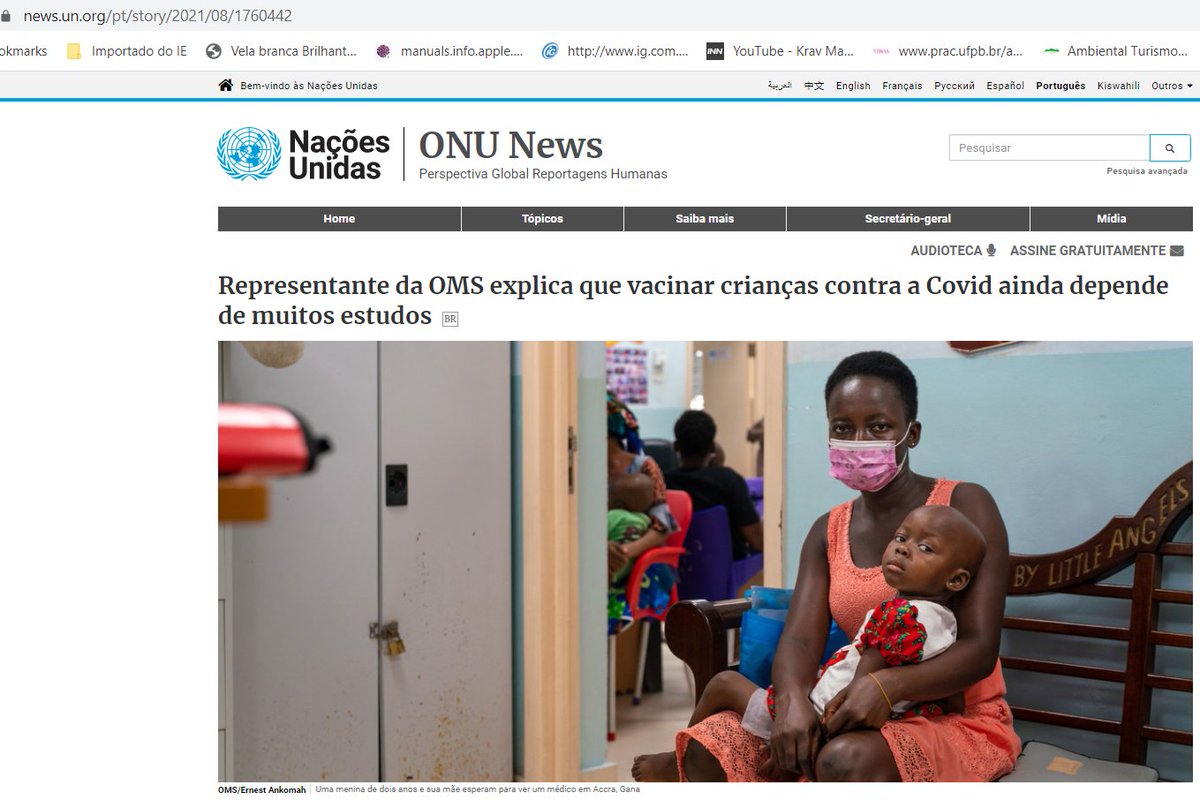 news.un.org/pt/story/2021/08/1760442
okmarks Importado do IE Vela branca Brilhant... manuals.info.apple.... http://www.ig.com.... INN YouTube - Krav Ma... www.prac.ufpb.br/a... Ambiental Turismo...
Bem-vindo às Nações Unidas العربية 中文 English Français Русский Español Português Kiswahili Outros
Nações
Unidas
ONU News
Perspectiva Global Reportagens Humanas
Pesquisar
Pesquisa avançada
Home Tópicos Saiba mais Secretário-geral Mídia
AUDIOTECA ASSINE GRATUITAMENTE
Representante da OMS explica que vacinar crianças contra a Covid ainda depende
de muitos estudos BR
BY LITTLE ANGELS
OMS/Ernest Ankomah Uma menina de dois anos e sua mãe esperam para ver um médico em Accra, Gana